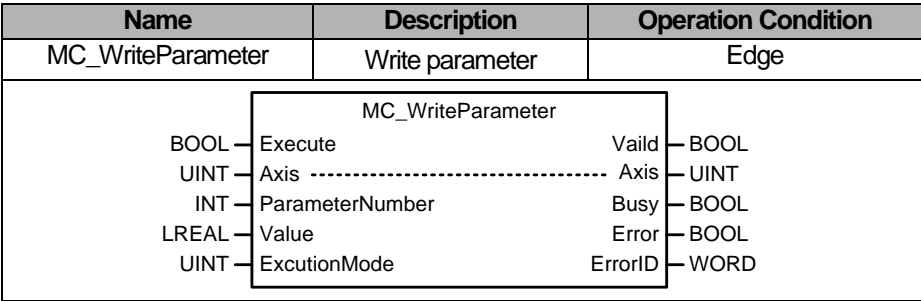 Name Description Operation Condition
MC_WriteParameter Write parameter Edge
MC_WriteParameter
BOOL Execute Vaild BOOL
UINT Axis Axis UINT
INT ParameterNumber Busy BOOL
LREAL Value Error BOOL
UINT ExcutionMode ErrorID WORD